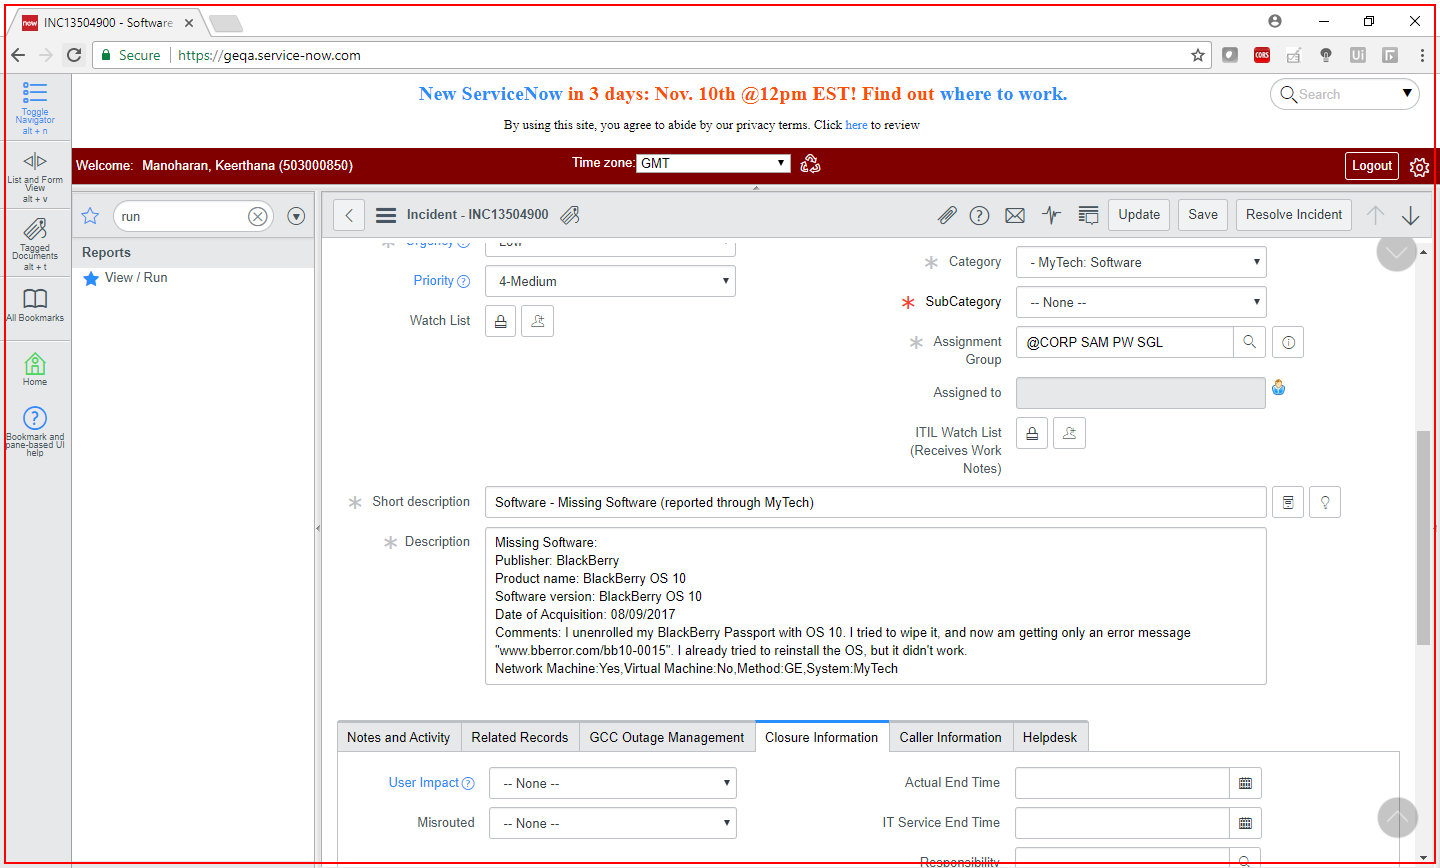 INC13504900 - Software
Secure
https://geqa.service-now.com
CORS
Ui
Toggle
Navigator
alt + n
New ServiceNow in 3 days: Nov. 10th @12pm EST! Find out where to work.
Search
By using this site, you agree to abide by our privacy terms. Click here to review
List and Form
View
alt + v
Welcome: Manoharan, Keerthana (503000850)
Time zone: GMT
Logout
Tagged
Documents
alt + t
All Bookmarks
Home
Bookmark and
pane-based UI
help
run
Reports
View / Run
Incident - INC13504900
Update
Save
Resolve Incident
Urgency
Low
Priority
4-Medium
Watch List
Category
- MyTech: Software
SubCategory
-- None --
Assignment
Group
@CORP SAM PW SGL
Assigned to
ITIL Watch List
(Receives Work
Notes)
Short description
Software - Missing Software (reported through MyTech)
Description
Missing Software:
Publisher: BlackBerry
Product name: BlackBerry OS 10
Software version: BlackBerry OS 10
Date of Acquisition: 08/09/2017
Comments: I unenrolled my BlackBerry Passport with OS 10. I tried to wipe it, and now am getting only an error message
"www.bberror.com/bb10-0015". I already tried to reinstall the OS, but it didn't work.
Network Machine:Yes,Virtual Machine:No,Method:GE,System:MyTech
Notes and Activity
Related Records
GCC Outage Management
Closure Information
Caller Information
Helpdesk
User Impact
-- None --
Actual End Time
Misrouted
-- None --
IT Service End Time
Responsibility